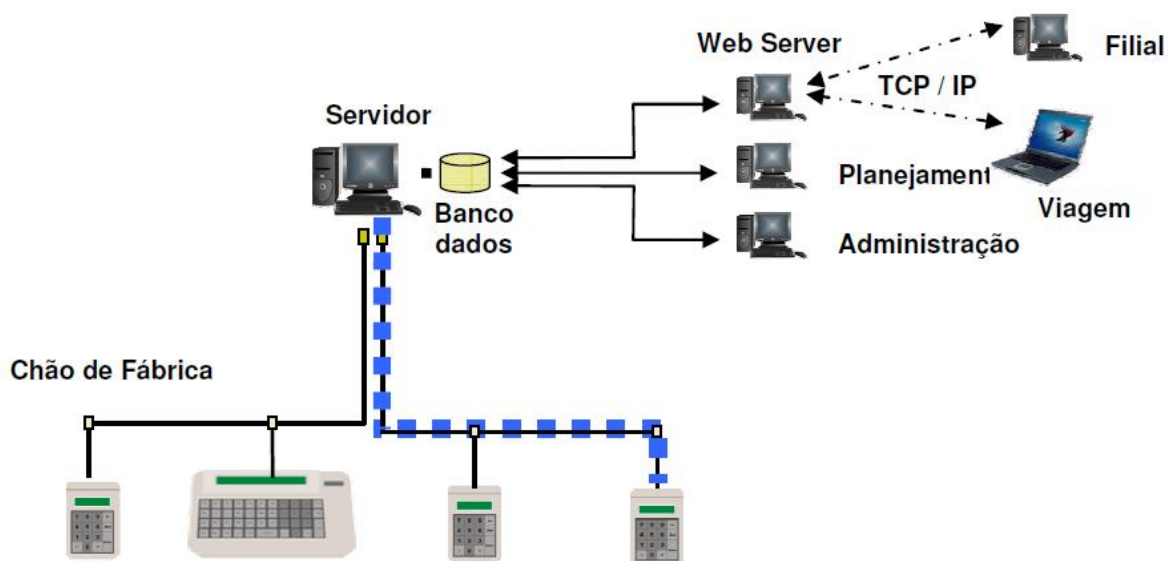 Web Server
Filial
TCP / IP
Servidor
Planejament
Banco
dados
Viagem
Administração
Chão de Fábrica